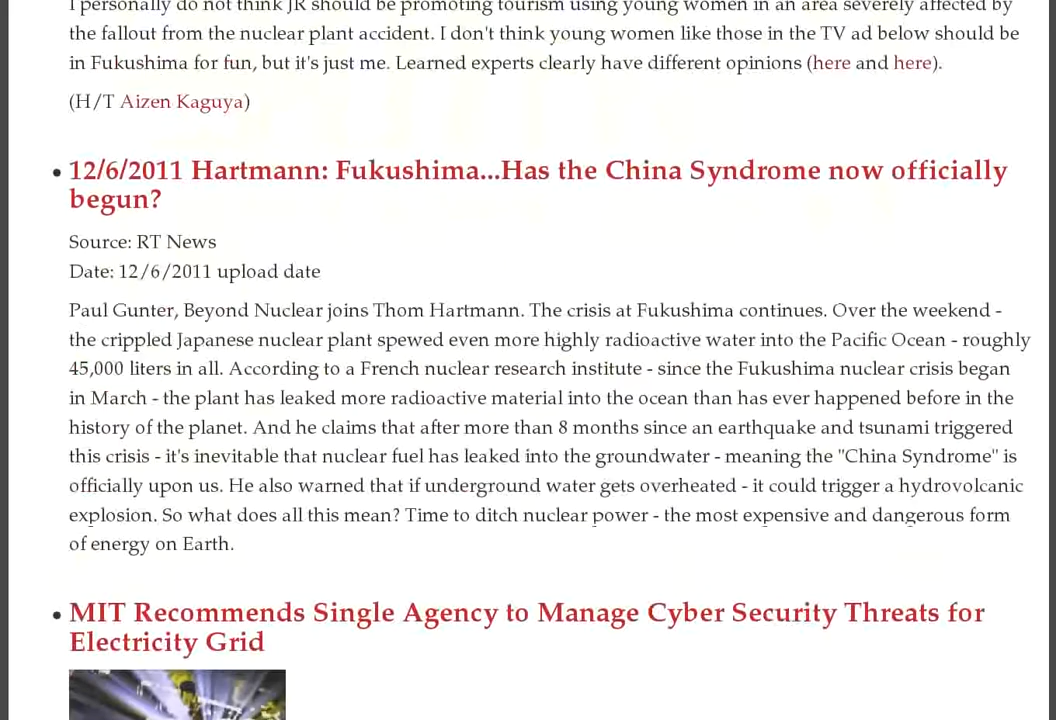 I personally do not think JR should be promoting tourism using young women in an area severely affected by
the fallout from the nuclear plant accident. I don't think young women like those in the TV ad below should be
in Fukushima for fun, but it's just me. Learned experts clearly have different opinions (here and here).
(H/T Aizen Kaguya)
• 12/6/2011 Hartmann: Fukushima...Has the China Syndrome now officially
begun?
Source: RT News
Date: 12/6/2011 upload date
Paul Gunter, Beyond Nuclear joins Thom Hartmann. The crisis at Fukushima continues. Over the weekend -
the crippled Japanese nuclear plant spewed even more highly radioactive water into the Pacific Ocean - roughly
45,000 liters in all. According to a French nuclear research institute - since the Fukushima nuclear crisis began
in March - the plant has leaked more radioactive material into the ocean than has ever happened before in the
history of the planet. And he claims that after more than 8 months since an earthquake and tsunami triggered
this crisis - it's inevitable that nuclear fuel has leaked into the groundwater - meaning the "China Syndrome" is
officially upon us. He also warned that if underground water gets overheated - it could trigger a hydrovolcanic
explosion. So what does all this mean? Time to ditch nuclear power - the most expensive and dangerous form
of energy on Earth.
• MIT Recommends Single Agency to Manage Cyber Security Threats for
Electricity Grid